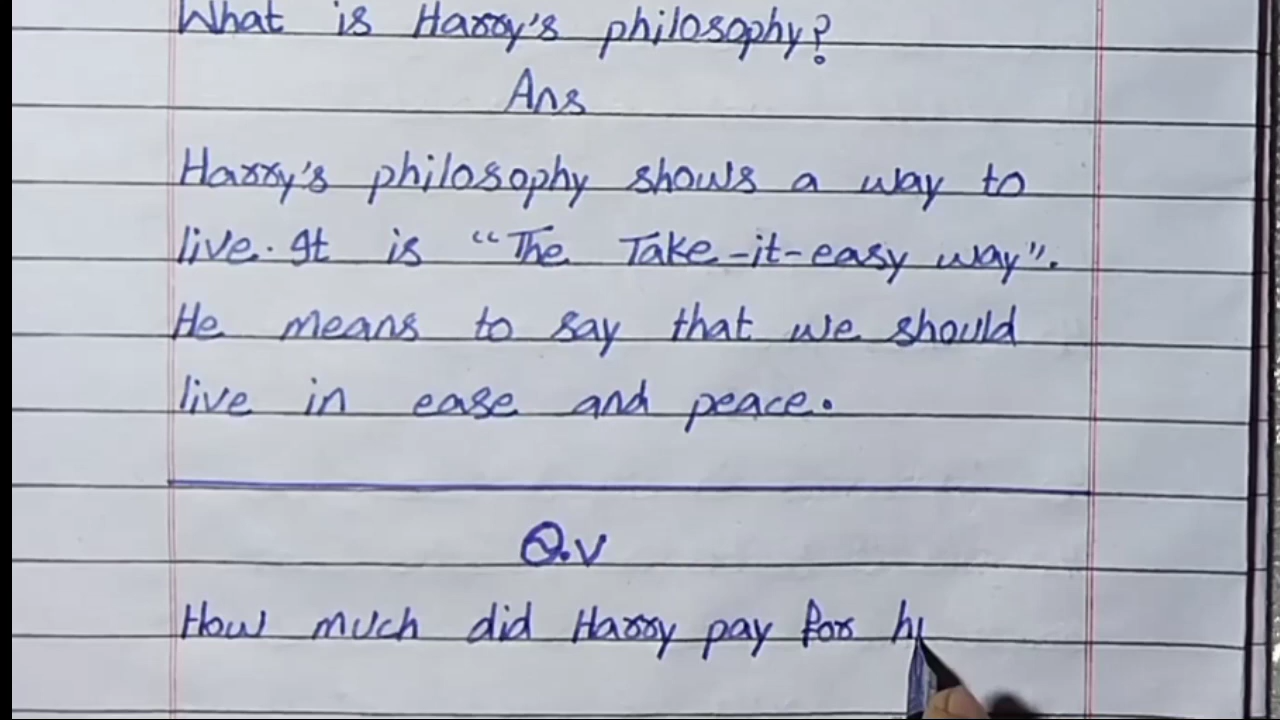 What is Harry's philosophy?
Ans
Harry's philosophy shows a way to
live. It is "The Take-it-easy way".
He means to say that we should
live in ease and peace.
Q.V
How much did Harry pay for